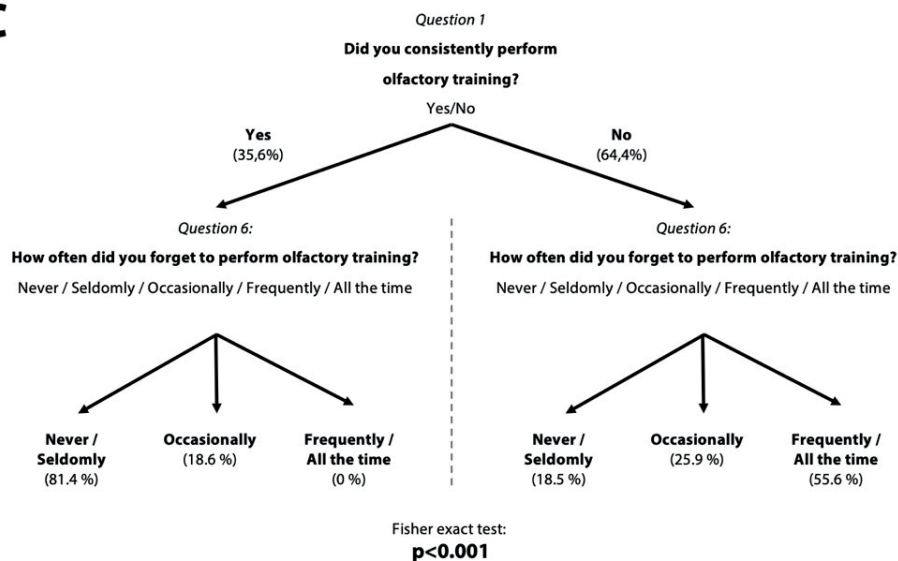 C
Question 1
Did you consistently perform
olfactory training?
Yes/No
Yes
(35,6%)
No
(64,4%)
Question 6:
How often did you forget to perform olfactory training?
Never / Seldomly / Occasionally / Frequently / All the time
Never /
Seldomly
(81.4 %)
Occasionally
(18.6 %)
Frequently /
All the time
(0 %)
Question 6:
How often did you forget to perform olfactory training?
Never / Seldomly / Occasionally / Frequently / All the time
Never /
Seldomly
(18.5 %)
Occasionally
(25.9 %)
Frequently /
All the time
(55.6 %)
Fisher exact test:
p<0.001